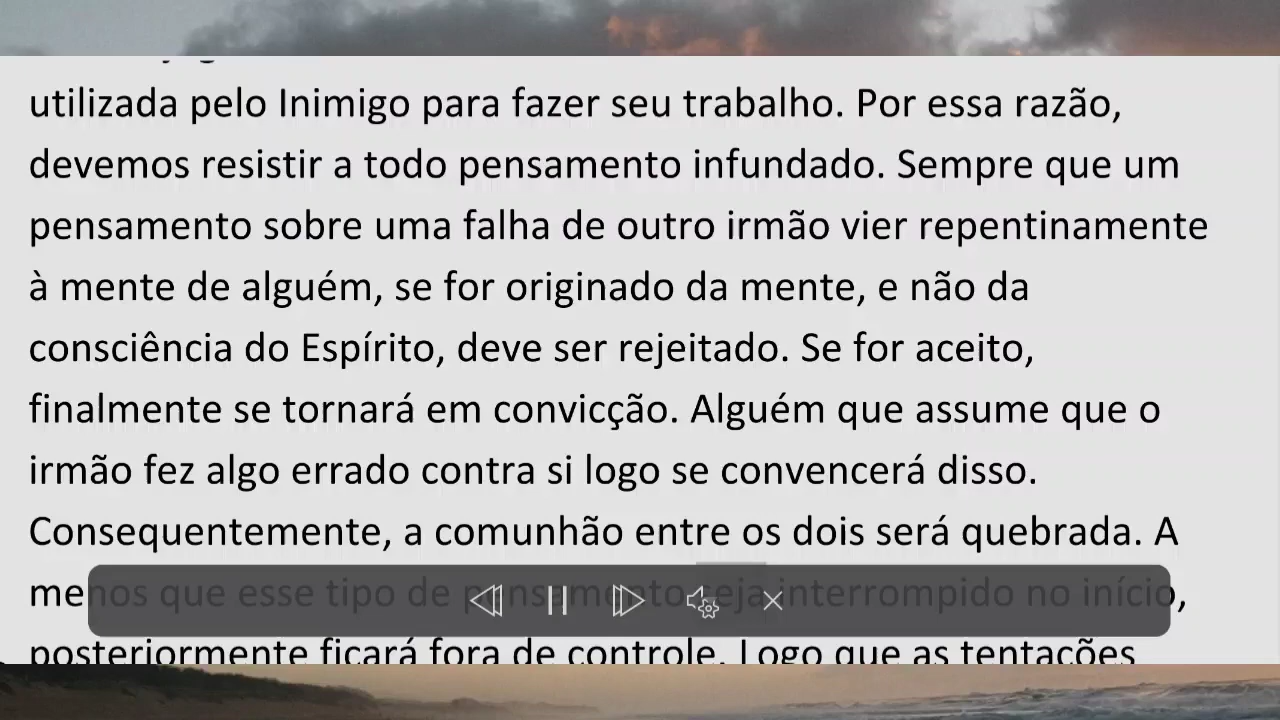 utilizada pelo Inimigo para fazer seu trabalho. Por essa razão,
devemos resistir a todo pensamento infundado. Sempre que um
pensamento sobre uma falha de outro irmão vier repentinamente
à mente de alguém, se for originado da mente, e não da
consciência do Espírito, deve ser rejeitado. Se for aceito,
finalmente se tornará em convicção. Alguém que assume que o
irmão fez algo errado contra si logo se convencerá disso.
Consequentemente, a comunhão entre os dois será quebrada. A
menos que esse tipo de pensamento seja interrompido no início,
posteriormente ficará fora de controle. Logo que as tentações